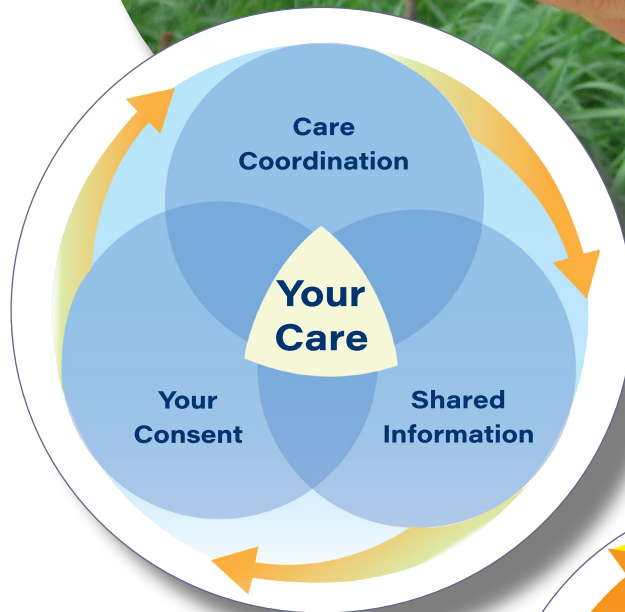 Care
Coordination
Your
Care
Your
Consent
Shared
Information